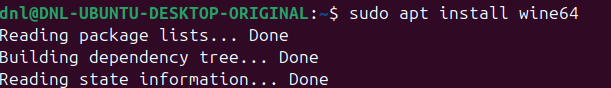 dnl@DNL-UBUNTU-DESKTOP-ORIGINAL:~$ sudo apt install wine64
Reading package lists... Done
Building dependency tree... Done
Reading state information... Done